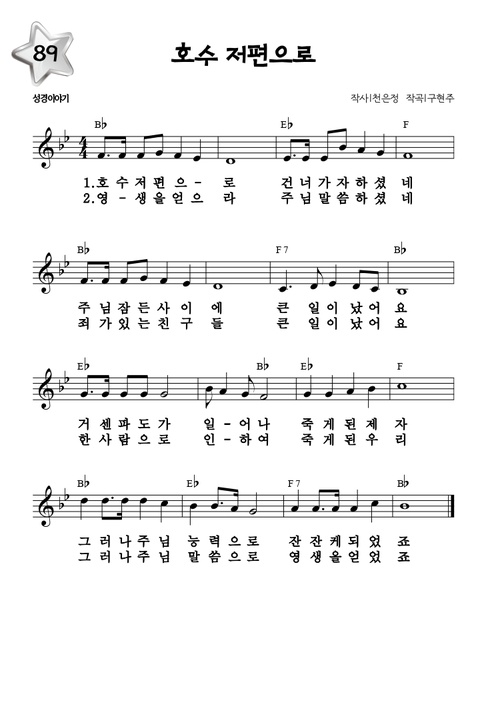 89
호수 저편으로
성경이야기 작사|천은정 작곡|구현주
B♭ E♭ F
1.호 수 저 편 으 - 로 건 너 가 자 하 셨 네
2.영 - 생 을 얻 으 라 주 님 말 씀 하 셨 네
B♭ F7 B♭
주 님 잠 든 사 이 에 큰 일 이 났 어 요
죄 가 있 는 친 구 들 큰 일 이 났 어 요
E♭ B♭ E♭ F
거 센 파 도 가 일 - 어 나 죽 게 된 제 자
한 사 람 으 로 인 - 하 여 죽 게 된 우 리
B♭ E♭ F7 B♭
그 러 나 주 님 능 력 으 로 잔 잔 케 되 었 죠
그 러 나 주 님 말 씀 으 로 영 생 을 얻 었 죠